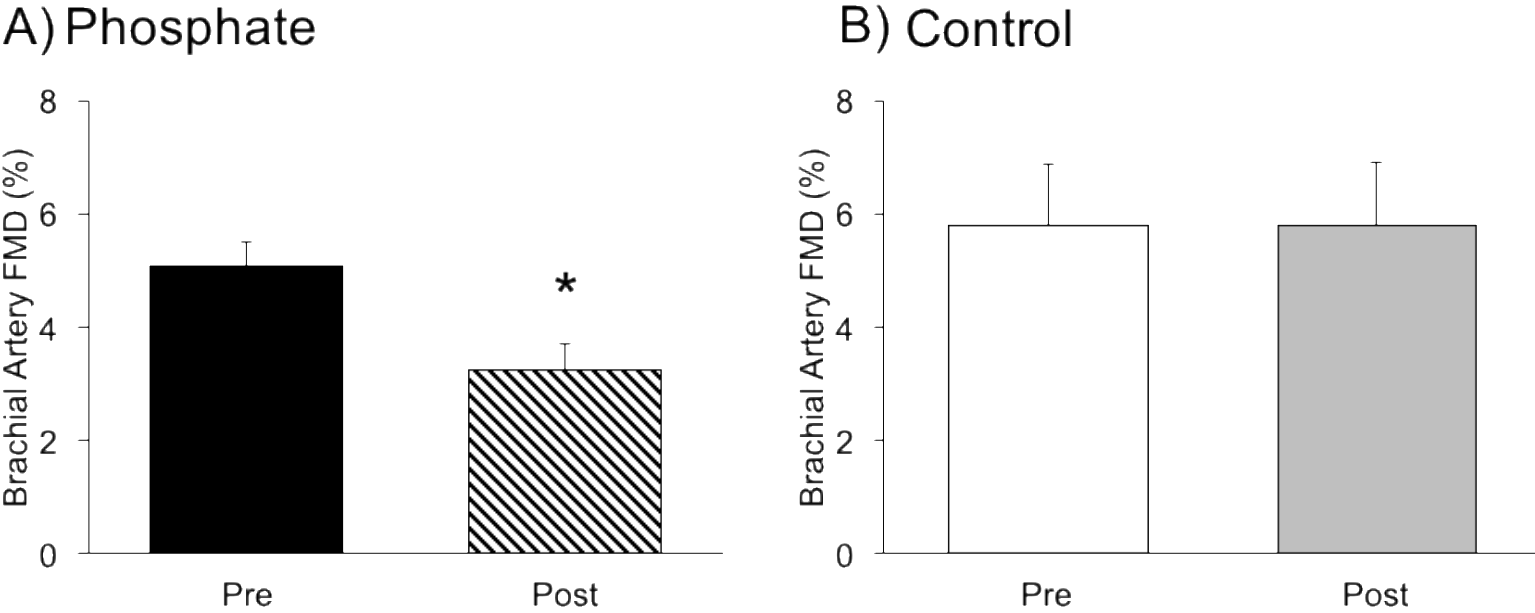 A) Phosphate
Brachial Artery FMD (%)
8
6
4
2
0
*
Pre Post
B) Control
Brachial Artery FMD (%)
8
6
4
2
0
Pre Post